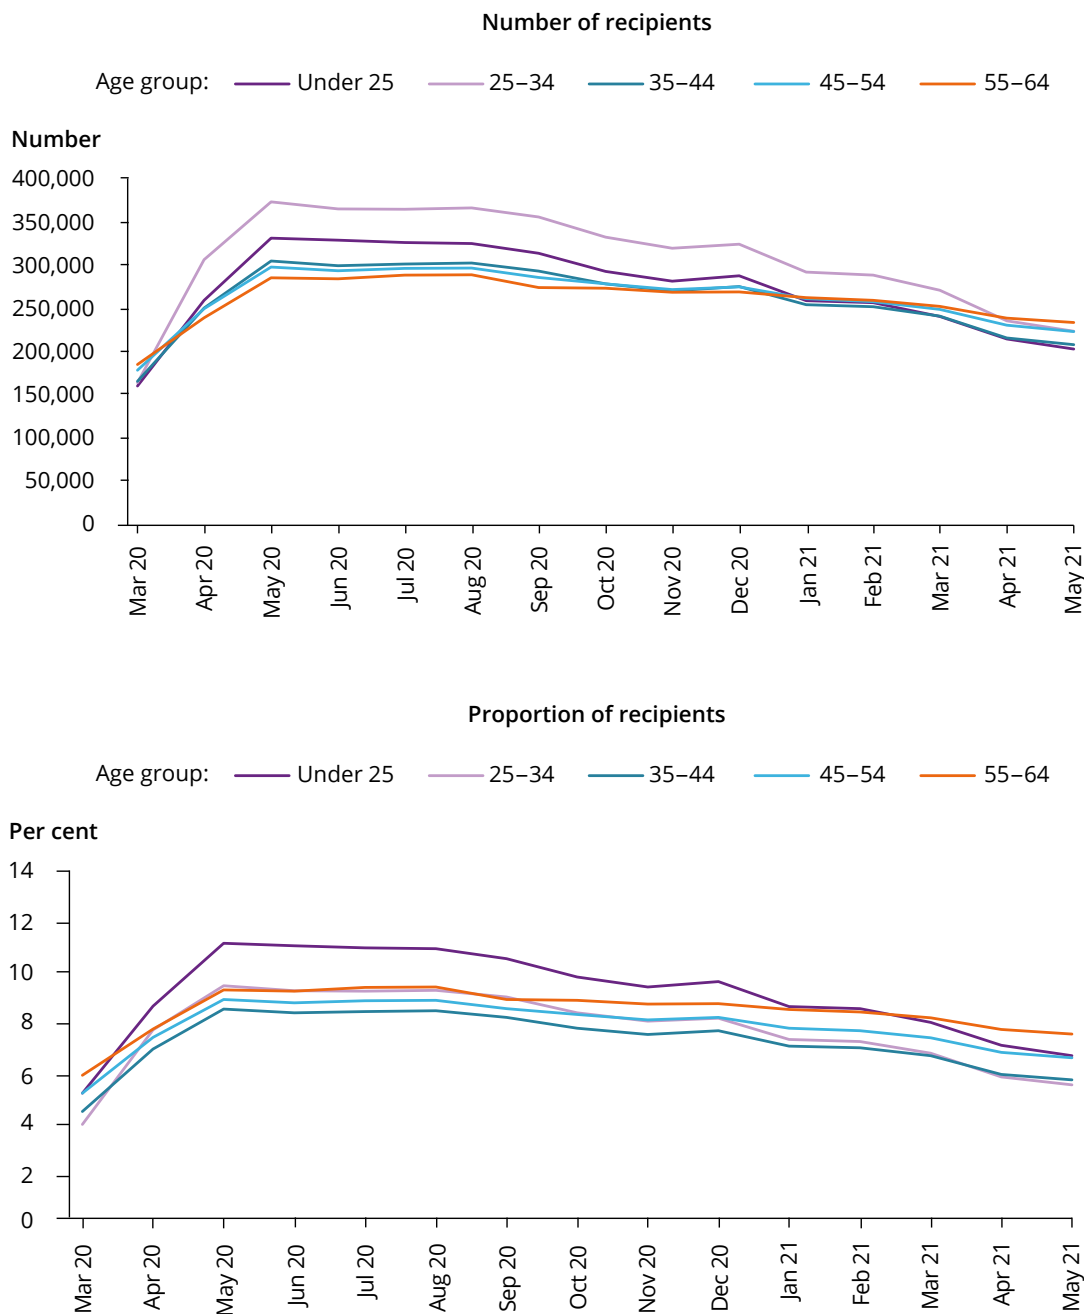 Number of recipients
Age group: Under 25 25–34 35–44 45–54 55–64
Number
400,000
350,000
300,000
250,000
200,000
150,000
100,000
50,000
0
Mar 20 Apr 20 May 20 Jun 20 Jul 20 Aug 20 Sep 20 Oct 20 Nov 20 Dec 20 Jan 21 Feb 21 Mar 21 Apr 21 May 21
Proportion of recipients
Age group: Under 25 25–34 35–44 45–54 55–64
Per cent
14
12
10
8
6
4
2
0
Mar 20 Apr 20 May 20 Jun 20 Jul 20 Aug 20 Sep 20 Oct 20 Nov 20 Dec 20 Jan 21 Feb 21 Mar 21 Apr 21 May 21